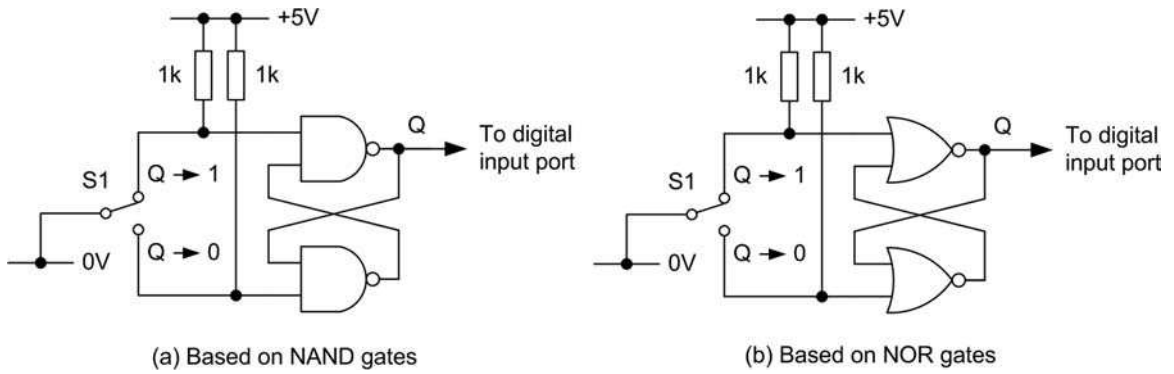 +5V
1k
1k
Q
To digital
input port
S1
Q → 1
Q → 0
0V
(a) Based on NAND gates
+5V
1k
1k
Q
To digital
input port
S1
Q → 1
Q → 0
0V
(b) Based on NOR gates